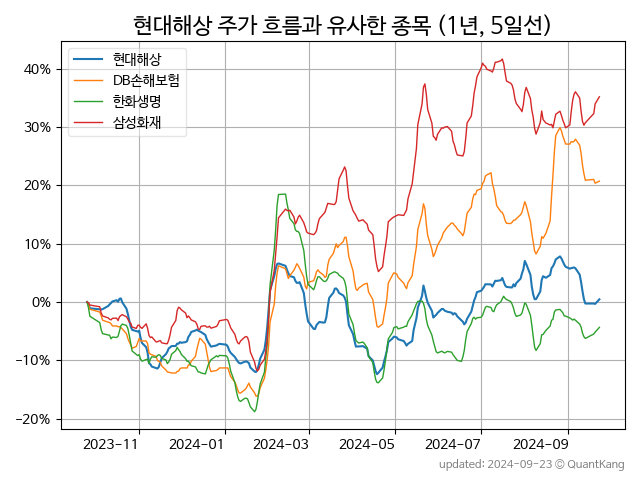 현대해상 주가 흐름과 유사한 종목 (1년, 5일선)
현대해상
DB손해보험
한화생명
삼성화재
40%
30%
20%
10%
0%
−10%
−20%
2023-11 2024-01 2024-03 2024-05 2024-07 2024-09
updated: 2024-09-23 ⓒ QuantKang